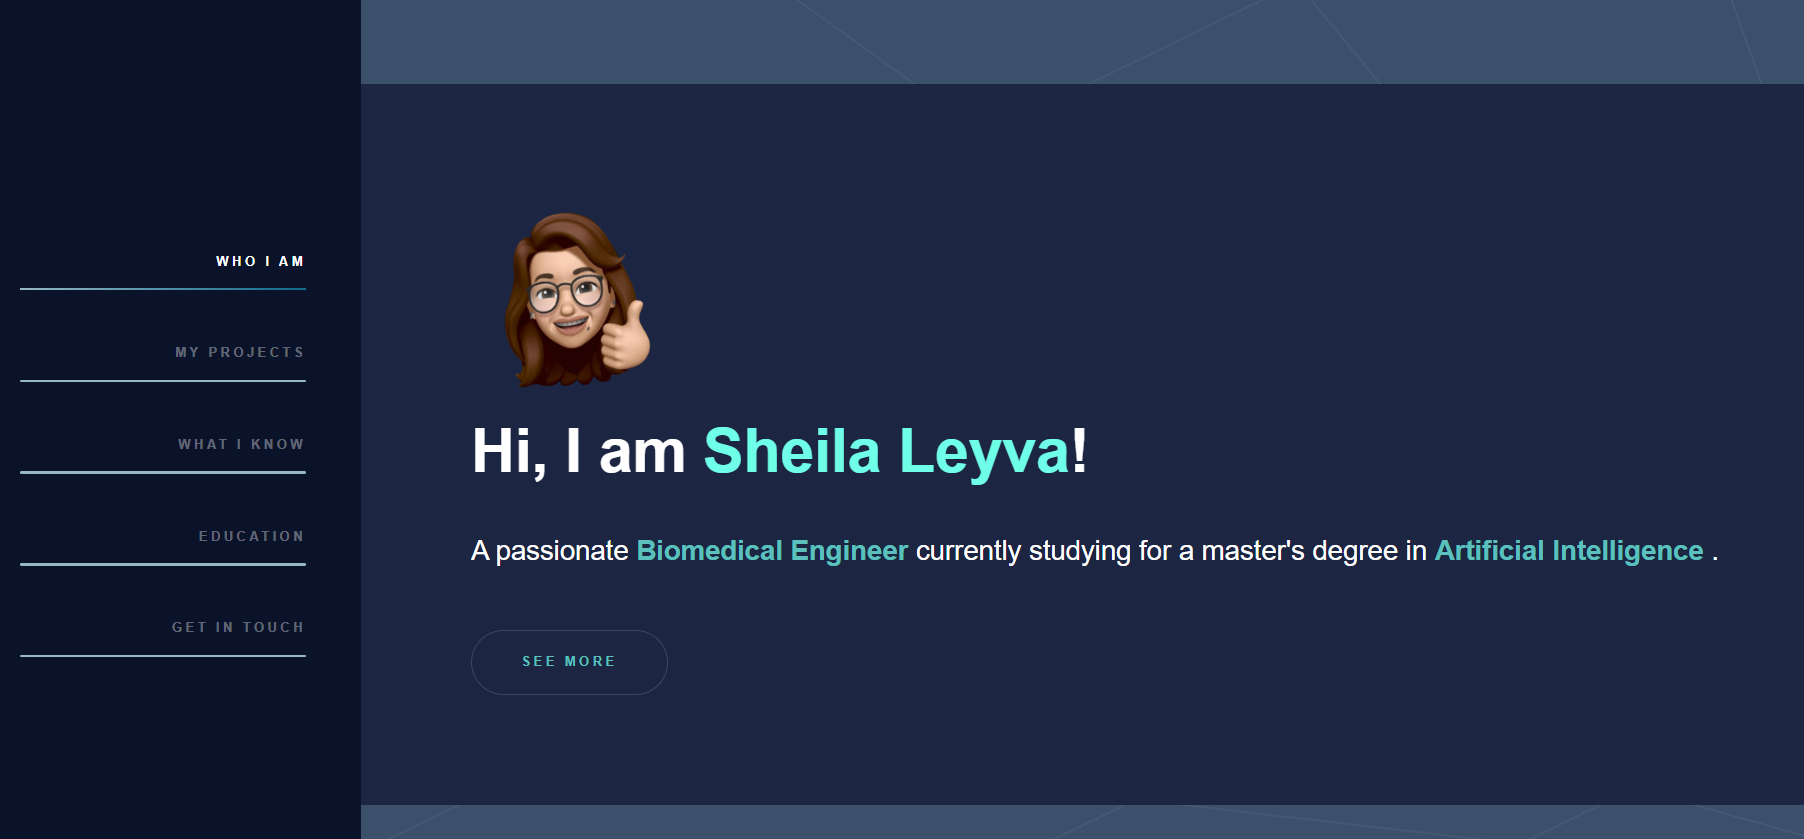 WHO I AM
MY PROJECTS
WHAT I KNOW
EDUCATION
GET IN TOUCH
Hi, I am Sheila Leyva!
A passionate Biomedical Engineer currently studying for a master's degree in Artificial Intelligence .
SEE MORE